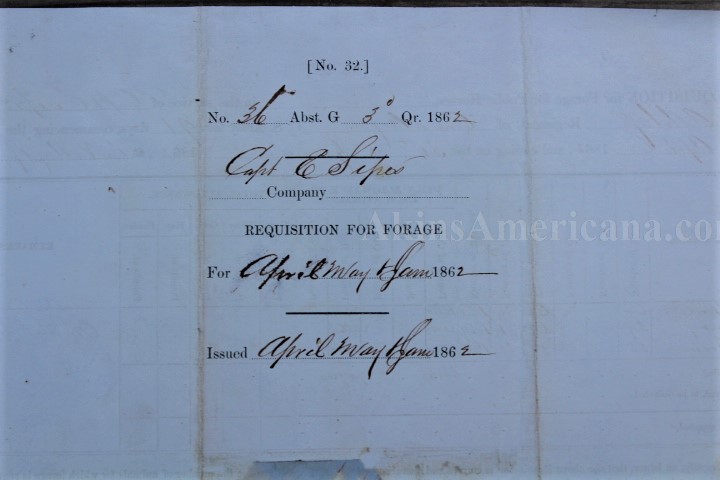 [No. 32.]
No. 36 Abst. G 3d Qr. 1862
Capt E Sipes
Company
REQUISITION FOR FORAGE
AkinsAmericana.co
For April May & June 1862
Issued April May & June 1862